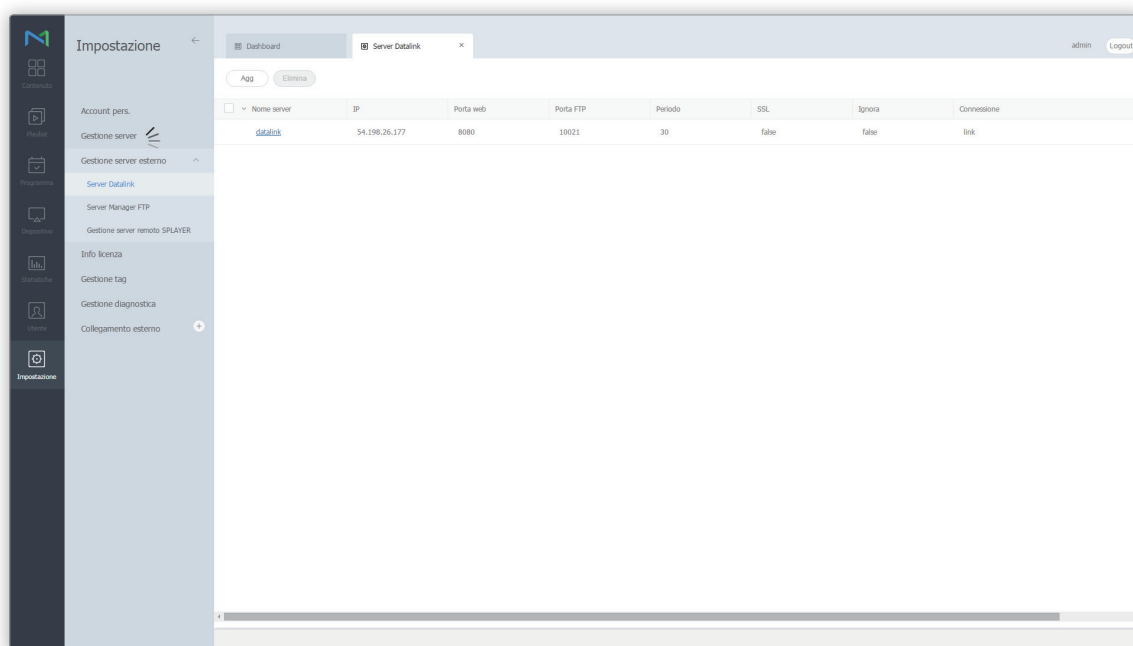 Impostazione
Dashboard
Server Datalink
admin
Logout
Contenuto
Playlist
Programma
Dispositivo
Statistiche
Utente
Impostazione
Account pers.
Gestione server
Gestione server esterno
Server Datalink
Server Manager FTP
Gestione server remoto SPLAYER
Info licenza
Gestione tag
Gestione diagnostica
Collegamento esterno
Agg
Elimina
Nome server IP Porta web Porta FTP Periodo SSL Ignora Connessione
datalink 54.198.26.177 8080 10021 30 false false link